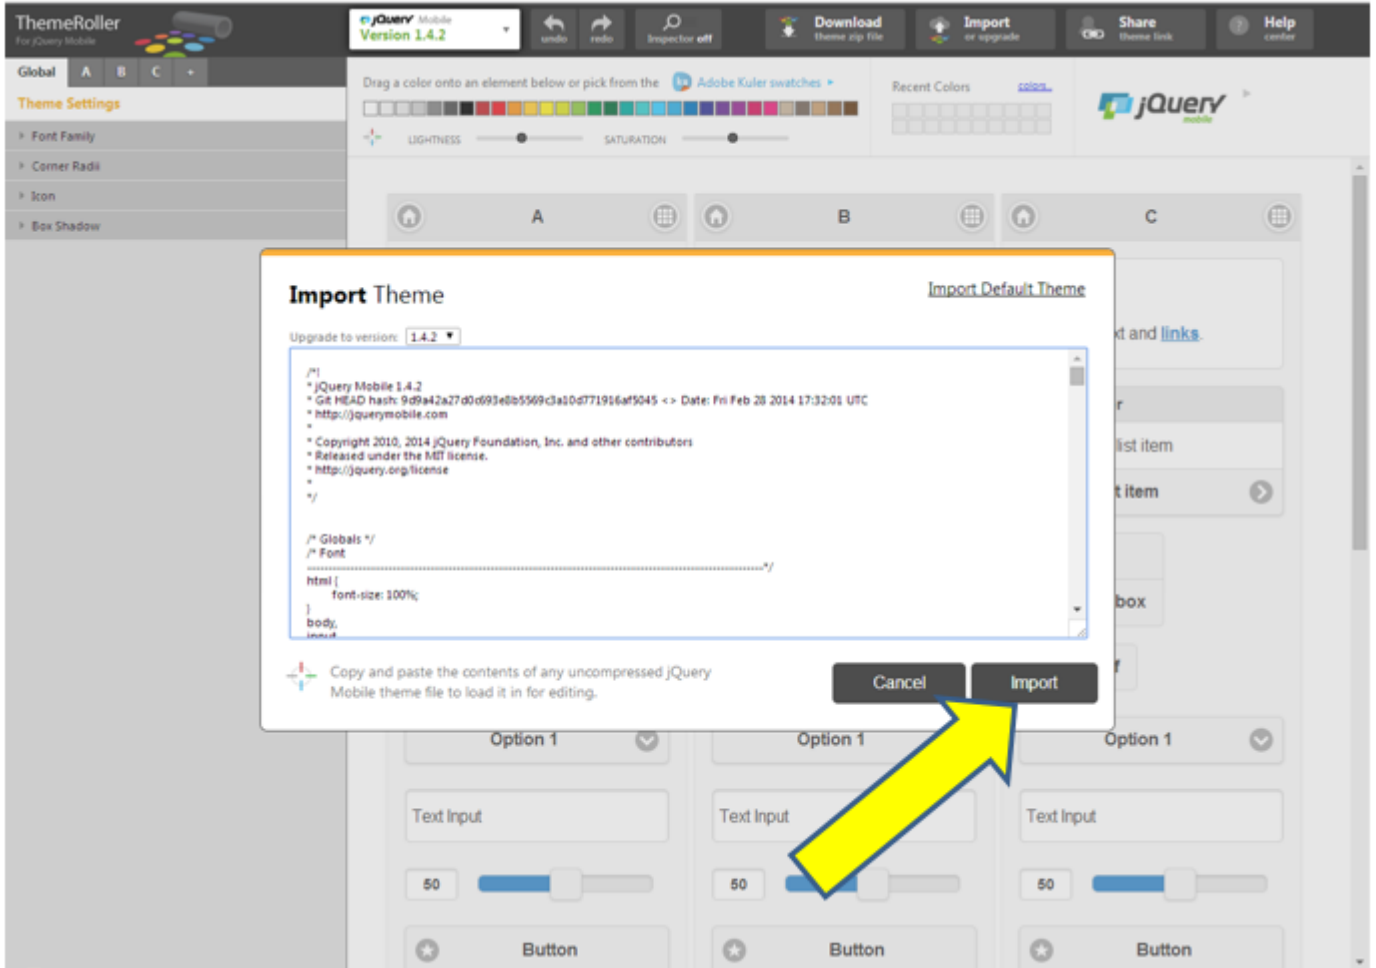 ThemeRoller
For jQuery Mobile
jQuery Mobile
Version 1.4.2
undo
redo
Inspector off
Download
theme zip file
Import
or upgrade
Share
theme link
Help
center
Global A B C +
Theme Settings
Font Family
Corner Radii
Icon
Box Shadow
Drag a color onto an element below or pick from the Adobe Kuler swatches
LIGHTNESS SATURATION
Recent Colors colors...
jQuery
mobile
A B C
Import Theme
Import Default Theme
Upgrade to version: 1.4.2
/*!
* jQuery Mobile 1.4.2
* Git HEAD hash: 9d9a42a27d0c693e8b5569c3a10d771916af5045 <> Date: Fri Feb 28 2014 17:32:01 UTC
* http://jquerymobile.com
*
* Copyright 2010, 2014 jQuery Foundation, Inc. and other contributors
* Released under the MIT license.
* http://jquery.org/license
*
*/
/* Globals */
/* Font
-----------------------------------------------------------------------------------------------------------*/
html {
font-size: 100%;
}
body,
input
Copy and paste the contents of any uncompressed jQuery
Mobile theme file to load it in for editing.
Cancel
Import
xt and links.
r
list item
t item
box
f
Option 1 Option 1 Option 1
Text Input Text Input Text Input
50 50 50
Button Button Button